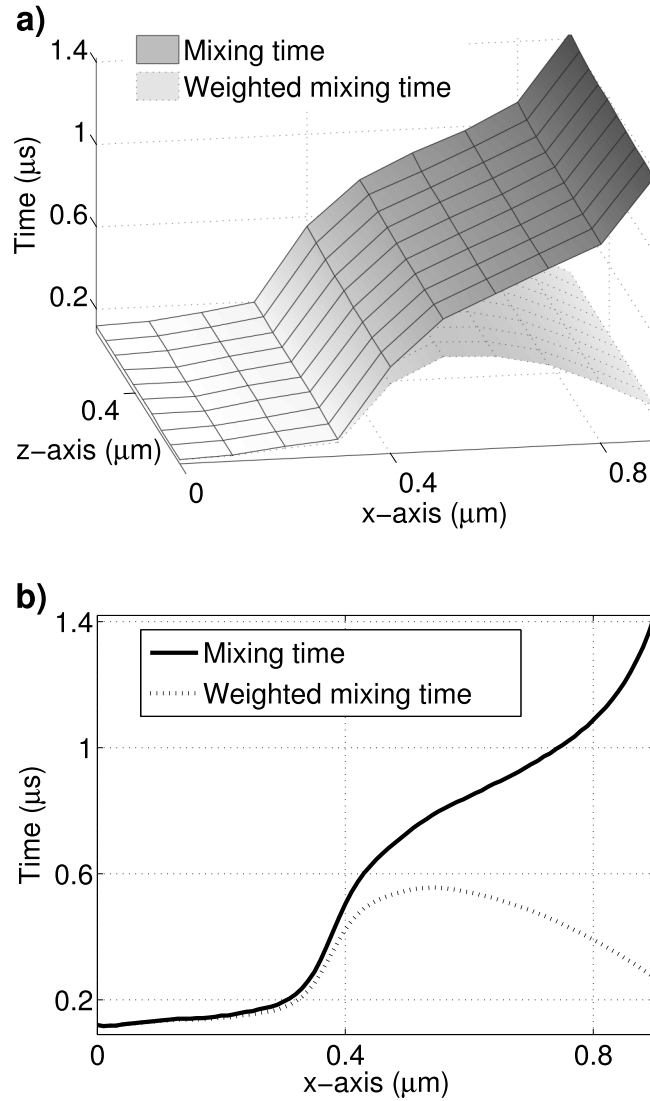 a)
1.4
1
0.6
0.2
Time (μs)
Mixing time
Weighted mixing time
0.4
z−axis (μm)
0
0.4
0.8
x−axis (μm)
b)
1.4
1
0.6
0.2
Time (μs)
Mixing time
Weighted mixing time
0
0.4
0.8
x−axis (μm)